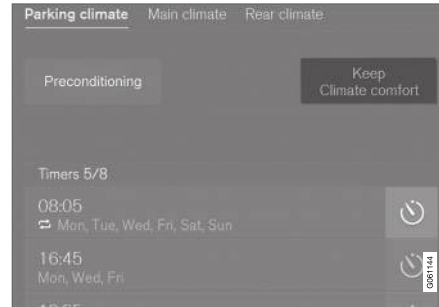 Parking climate Main climate Rear climate
Preconditioning
Keep
Climate comfort
Timers 5/8
08:05
Mon, Tue, Wed, Fri, Sat, Sun
16:45
Mon, Wed, Fri
G061144